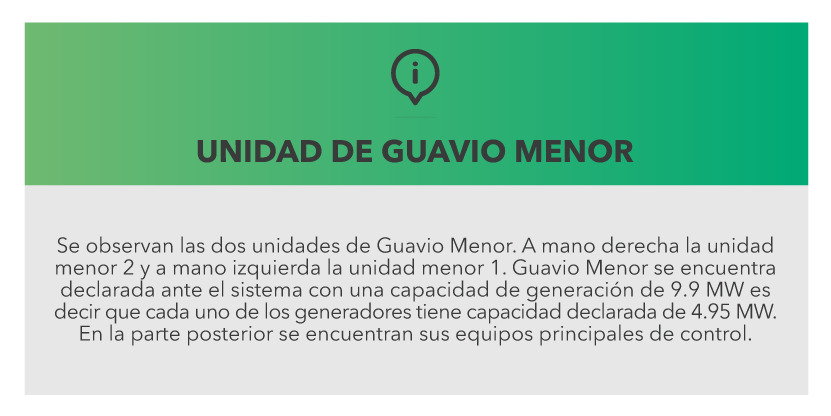 UNIDAD DE GUAVIO MENOR
Se observan las dos unidades de Guavio Menor. A mano derecha la unidad
menor 2 y a mano izquierda la unidad menor 1. Guavio Menor se encuentra
declarada ante el sistema con una capacidad de generación de 9.9 MW es
decir que cada uno de los generadores tiene capacidad declarada de 4.95 MW.
En la parte posterior se encuentran sus equipos principales de control.